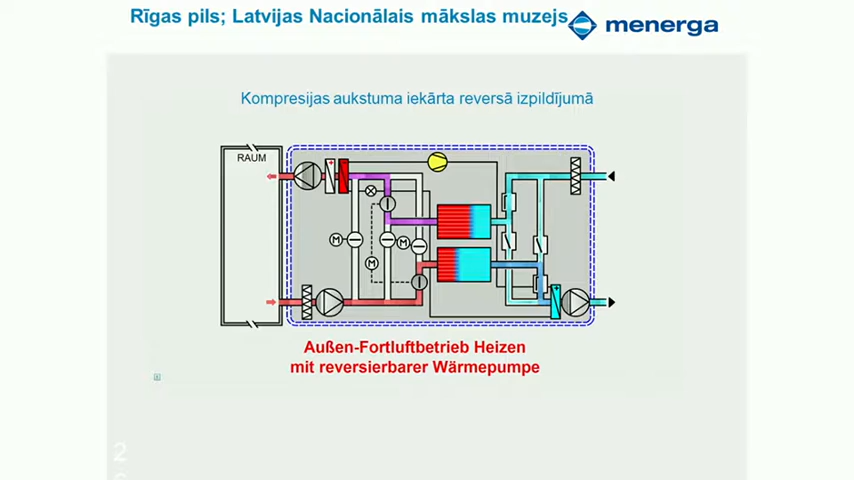 Rīgas pils; Latvijas Nacionālais mākslas muzejs
menerga
Kompresijas aukstuma iekārta reversā izpildījumā
RAUM
M
M
M
Außen-Fortluftbetrieb Heizen
mit reversierbarer Wärmepumpe
2